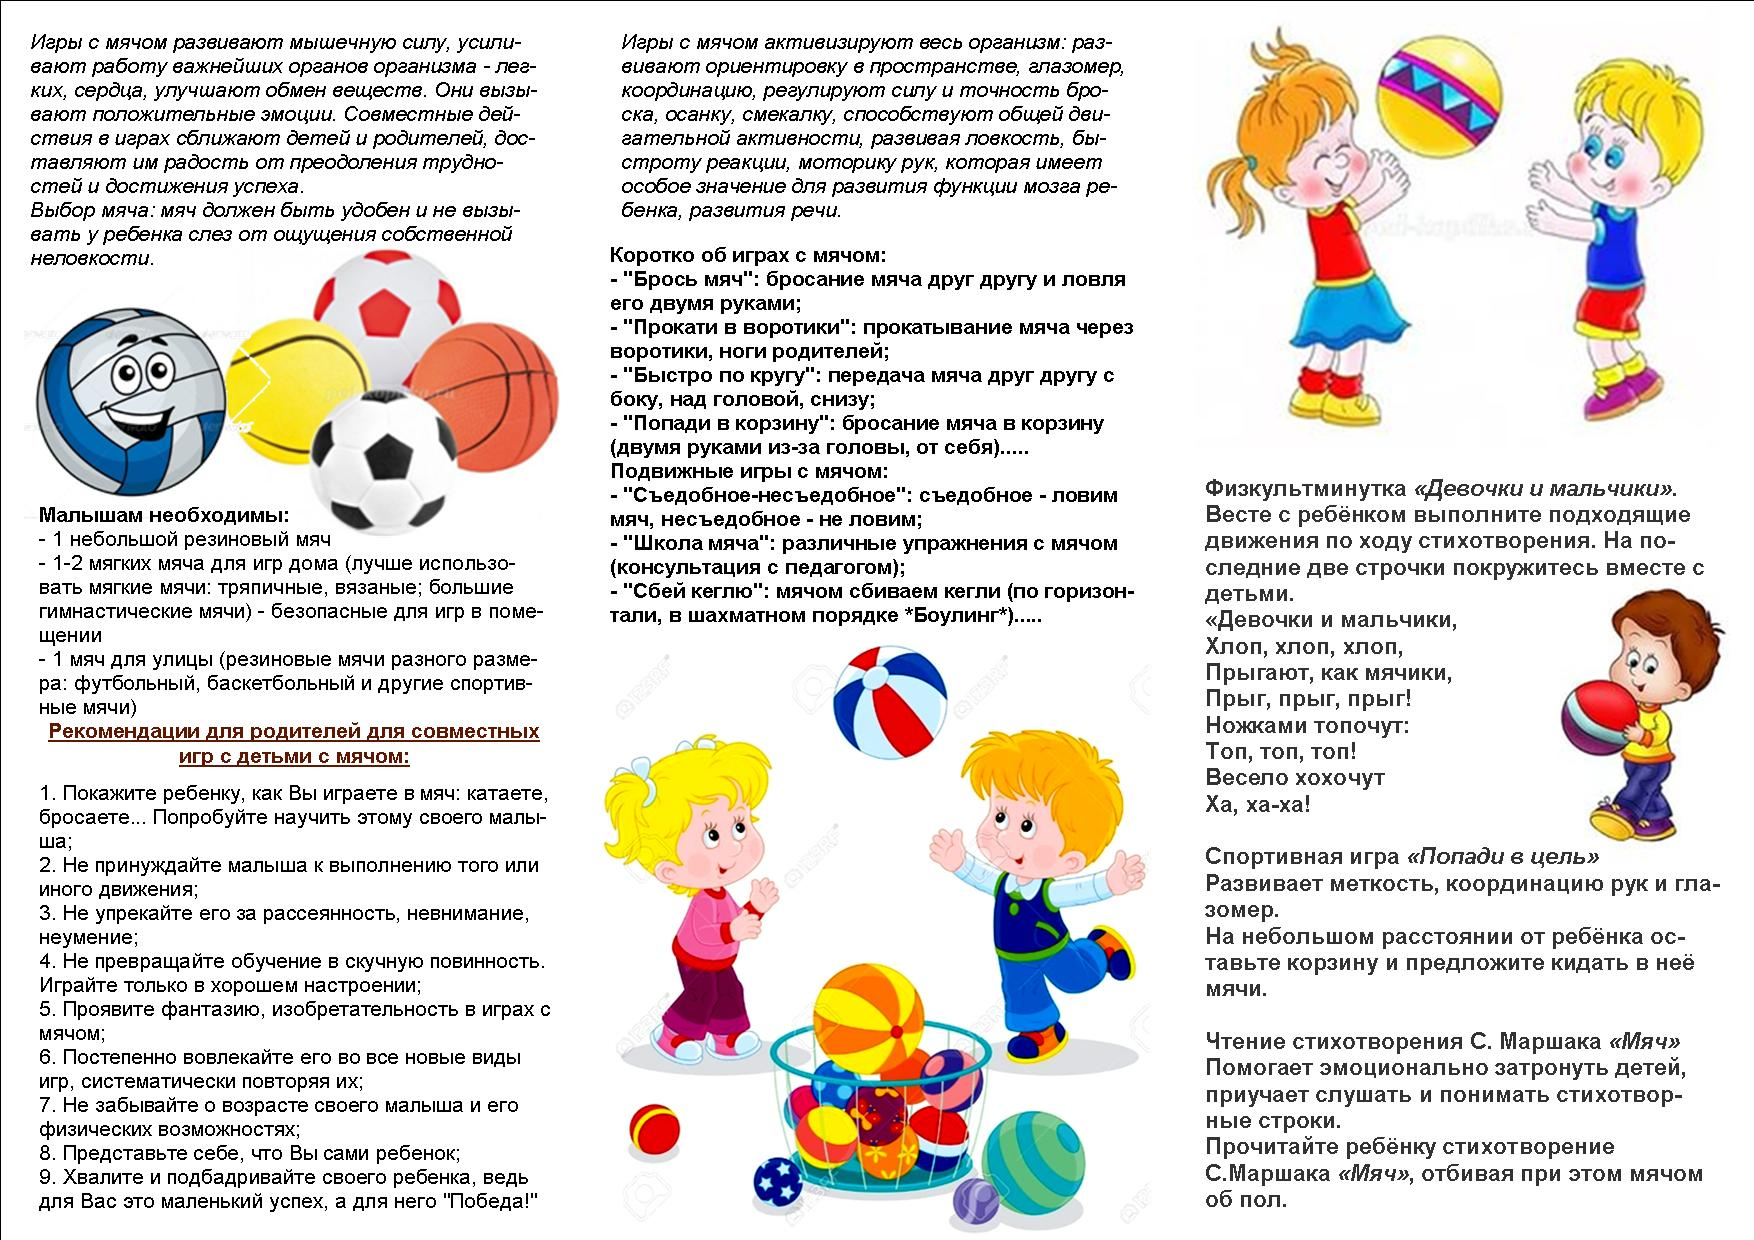 Игры с мячом развивают мышечную силу, усили-
вают работу важнейших органов организма - лег-
ких, сердца, улучшают обмен веществ. Они вызы-
вают положительные эмоции. Совместные дей-
ствия в играх сближают детей и родителей, дос-
тавляют им радость от преодоления трудно-
стей и достижения успеха.
Выбор мяча: мяч должен быть удобен и не вызы-
вать у ребенка слез от ощущения собственной
неловкости.
Малышам необходимы:
- 1 небольшой резиновый мяч
- 1-2 мягких мяча для игр дома (лучше использо-
вать мягкие мячи: тряпичные, вязаные; большие
гимнастические мячи) - безопасные для игр в поме-
щении
- 1 мяч для улицы (резиновые мячи разного разме-
ра: футбольный, баскетбольный и другие спортив-
ные мячи)
Рекомендации для родителей для совместных
игр с детьми с мячом:
1. Покажите ребенку, как Вы играете в мяч: катаете,
бросаете... Попробуйте научить этому своего малы-
ша;
2. Не принуждайте малыша к выполнению того или
иного движения;
3. Не упрекайте его за рассеянность, невнимание,
неумение;
4. Не превращайте обучение в скучную повинность.
Играйте только в хорошем настроении;
5. Проявите фантазию, изобретательность в играх с
мячом;
6. Постепенно вовлекайте его во все новые виды
игр, систематически повторяя их;
7. Не забывайте о возрасте своего малыша и его
физических возможностях;
8. Представьте себе, что Вы сами ребенок;
9. Хвалите и подбадривайте своего ребенка, ведь
для Вас это маленький успех, а для него "Победа!"
Игры с мячом активизируют весь организм: раз-
вивают ориентировку в пространстве, глазомер,
координацию, регулируют силу и точность бро-
ска, осанку, смекалку, способствуют общей дви-
гательной активности, развивая ловкость, бы-
строту реакции, моторику рук, которая имеет
особое значение для развития функции мозга ре-
бенка, развития речи.
Коротко об играх с мячом:
- "Брось мяч": бросание мяча друг другу и ловля
его двумя руками;
- "Прокати в воротики": прокатывание мяча через
воротики, ноги родителей;
- "Быстро по кругу": передача мяча друг другу с
боку, над головой, снизу;
- "Попади в корзину": бросание мяча в корзину
(двумя руками из-за головы, от себя).....
Подвижные игры с мячом:
- "Съедобное-несъедобное": съедобное - ловим
мяч, несъедобное - не ловим;
- "Школа мяча": различные упражнения с мячом
(консультация с педагогом);
- "Сбей кеглю": мячом сбиваем кегли (по горизон-
тали, в шахматном порядке *Боулинг*).....
Физкультминутка «Девочки и мальчики».
Весте с ребёнком выполните подходящие
движения по ходу стихотворения. На по-
следние две строчки покружитесь вместе с
детьми.
«Девочки и мальчики,
Хлоп, хлоп, хлоп,
Прыгают, как мячики,
Прыг, прыг, прыг!
Ножками топочут:
Топ, топ, топ!
Весело хохочут
Ха, ха-ха!
Спортивная игра «Попади в цель»
Развивает меткость, координацию рук и гла-
зомер.
На небольшом расстоянии от ребёнка ос-
тавьте корзину и предложите кидать в неё
мячи.
Чтение стихотворения С. Маршака «Мяч»
Помогает эмоционально затронуть детей,
приучает слушать и понимать стихотвор-
ные строки.
Прочитайте ребёнку стихотворение
С.Маршака «Мяч», отбивая при этом мячом
об пол.